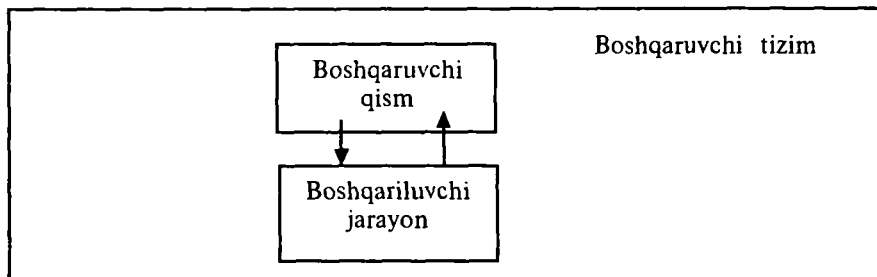 Boshqaruvchi tizim
Boshqaruvchi
qism
Boshqariluvchi
jarayon